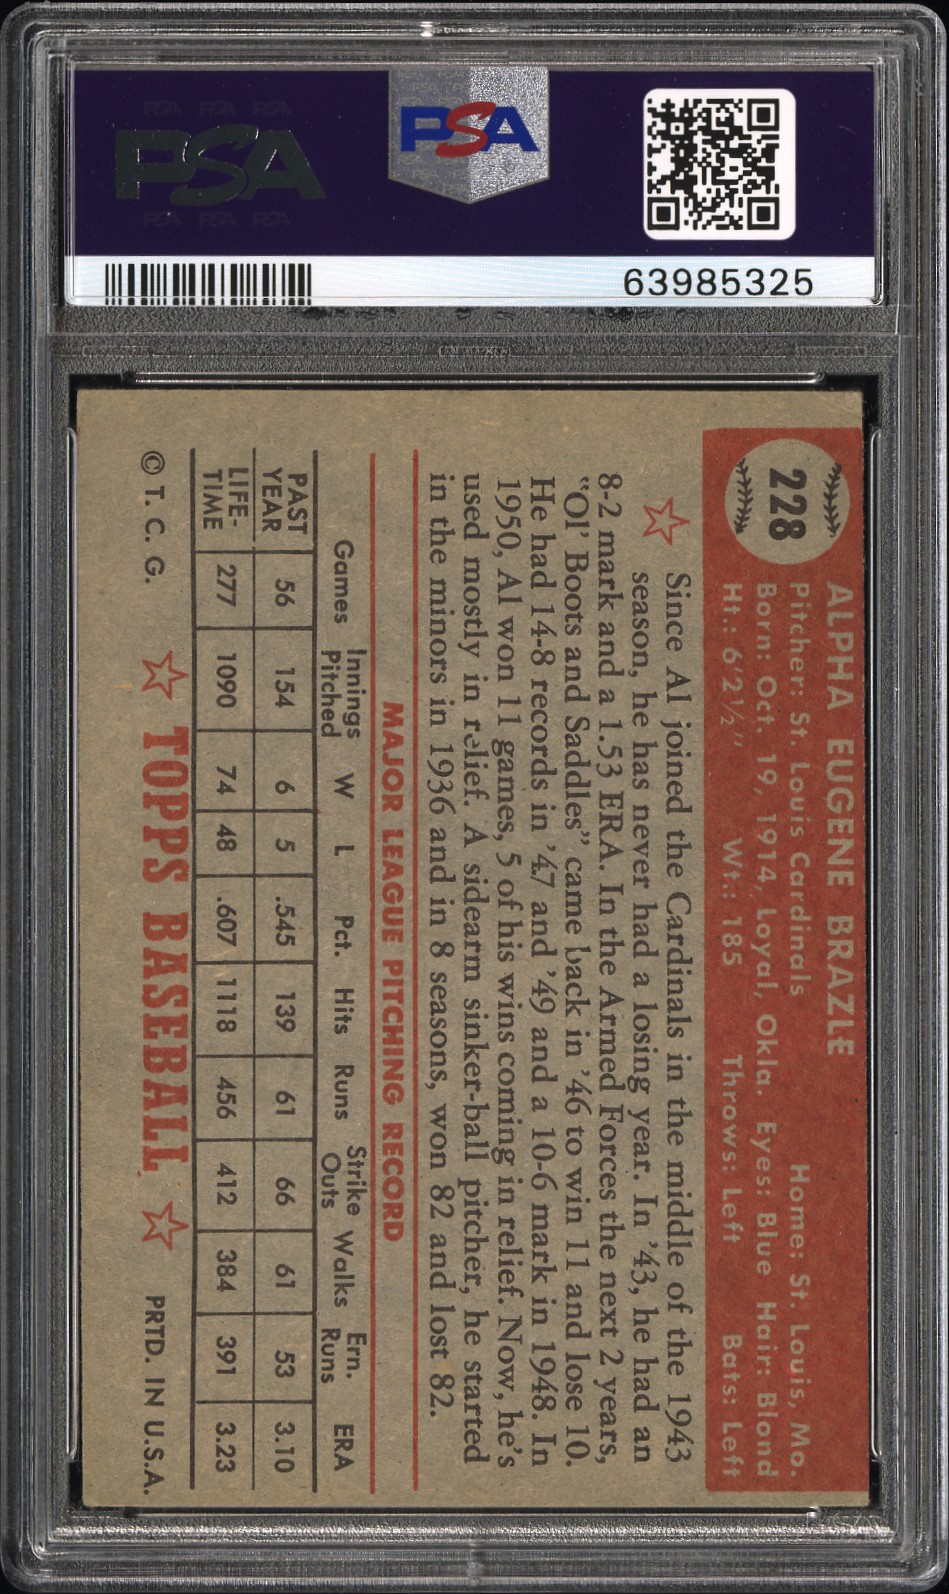 PSA
PSA
63985325
228
ALPHA EUGENE BRAZLE
Pitcher: St. Louis Cardinals Home: St. Louis, Mo.
Born: Oct. 19, 1914, Loyal, Okla. Eyes: Blue Hair: Blond
Ht.: 6'2½" Wt.: 185 Throws: Left Bats: Left
Since Al joined the Cardinals in the middle of the 1943
season, he has never had a losing year. In '43, he had an
8-2 mark and a 1.53 ERA. In the Armed Forces the next 2 years,
"Ol' Boots and Saddles" came back in '46 to win 11 and lose 10.
He had 14-8 records in '47 and '49 and a 10-6 mark in 1948. In
1950, Al won 11 games, 5 of his wins coming in relief. Now, he's
used mostly in relief. A sidearm sinker-ball pitcher, he started
in the minors in 1936 and in 8 seasons, won 82 and lost 82.
MAJOR LEAGUE PITCHING RECORD
Games Innings Pitched W L Pct. Hits Runs Strike Outs Walks Ern. Runs ERA
PAST YEAR 56 154 6 5 .545 139 61 66 61 53 3.10
LIFE-TIME 277 1090 74 48 .607 1118 456 412 384 391 3.23
© T. C. G. TOPPS BASEBALL PRTD. IN U.S.A.